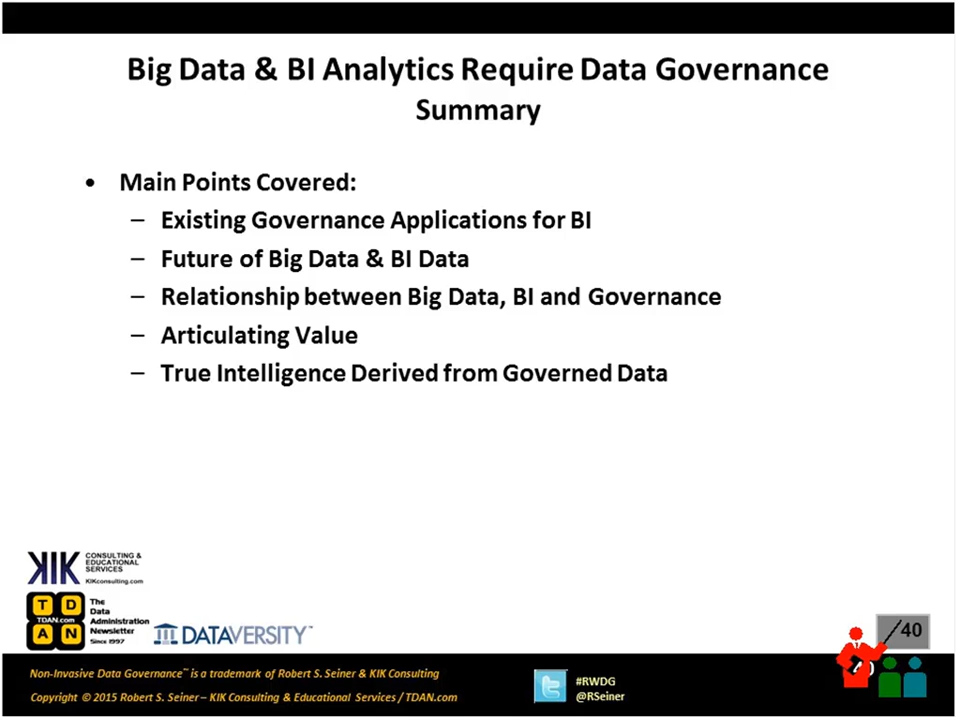 Big Data & BI Analytics Require Data Governance
Summary
• Main Points Covered:
– Existing Governance Applications for BI
– Future of Big Data & BI Data
– Relationship between Big Data, BI and Governance
– Articulating Value
– True Intelligence Derived from Governed Data
KIK CONSULTING &
EDUCATIONAL
SERVICES
KIKconsulting.com
T D
TDAN.com
A N
The
Data
Administration
Newsletter
Since 1997
DATAVERSITY™
/40
40
Non-Invasive Data Governance™ is a trademark of Robert S. Seiner & KIK Consulting
Copyright © 2015 Robert S. Seiner – KIK Consulting & Educational Services / TDAN.com
#RWDG
@RSeiner